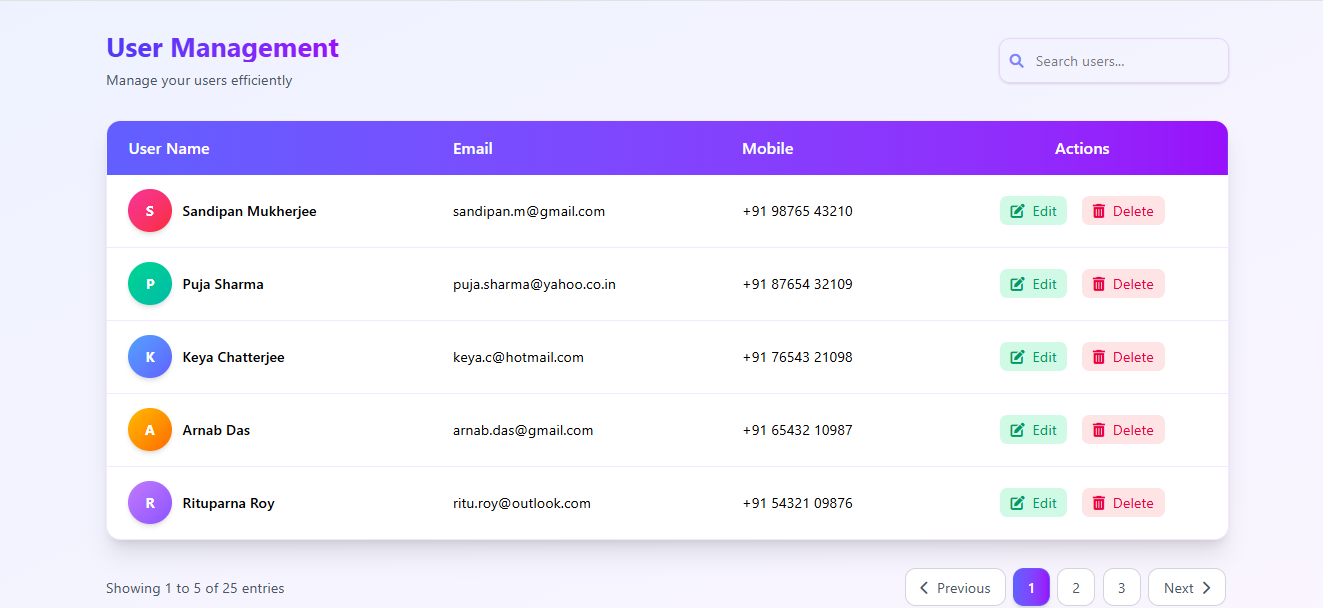 User Management
Manage your users efficiently
Search users...
User Name Email Mobile Actions
S Sandipan Mukherjee sandipan.m@gmail.com +91 98765 43210 Edit Delete
P Puja Sharma puja.sharma@yahoo.co.in +91 87654 32109 Edit Delete
K Keya Chatterjee keya.c@hotmail.com +91 76543 21098 Edit Delete
A Arnab Das arnab.das@gmail.com +91 65432 10987 Edit Delete
R Rituparna Roy ritu.roy@outlook.com +91 54321 09876 Edit Delete
Showing 1 to 5 of 25 entries Previous 1 2 3 Next